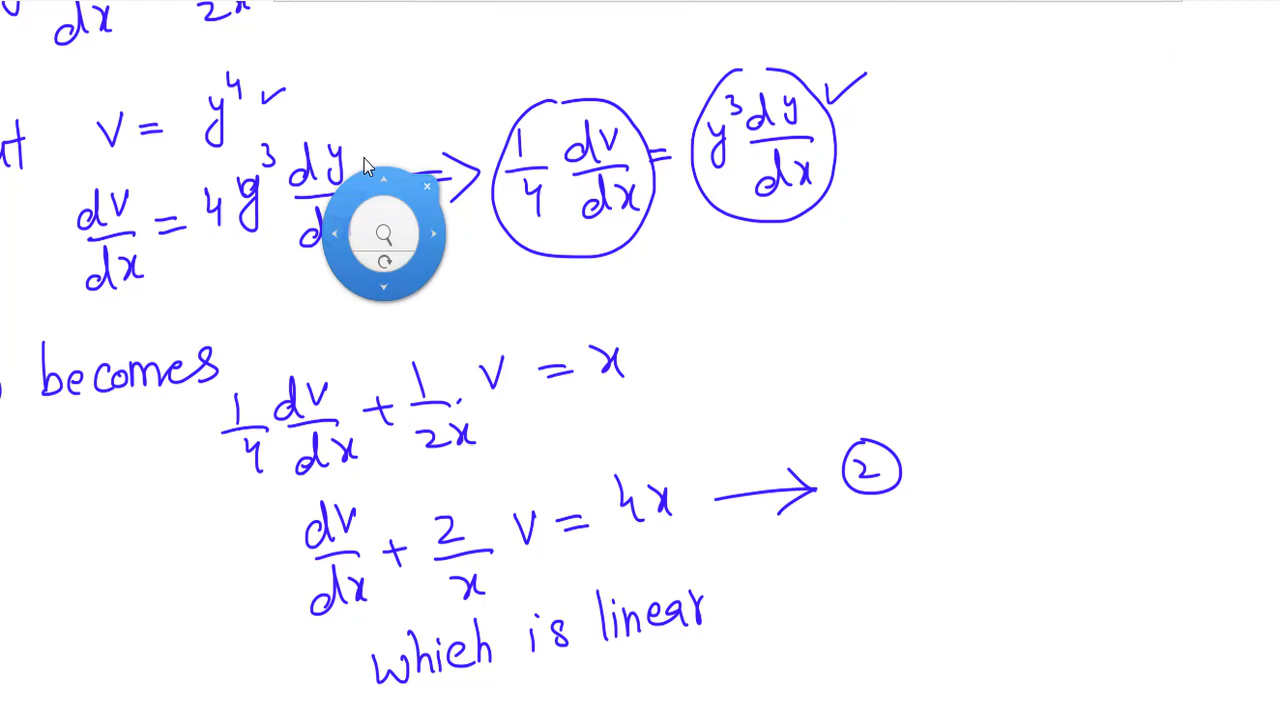 dx 2x
v = y⁴ ✓
dv/dx = 4y³ dy/d => 1/4 dv/dx = y³ dy/dx ✓
becomes
1/4 dv/dx + 1/2x . v = x
dv/dx + 2/x v = 4x → ②
which is linear